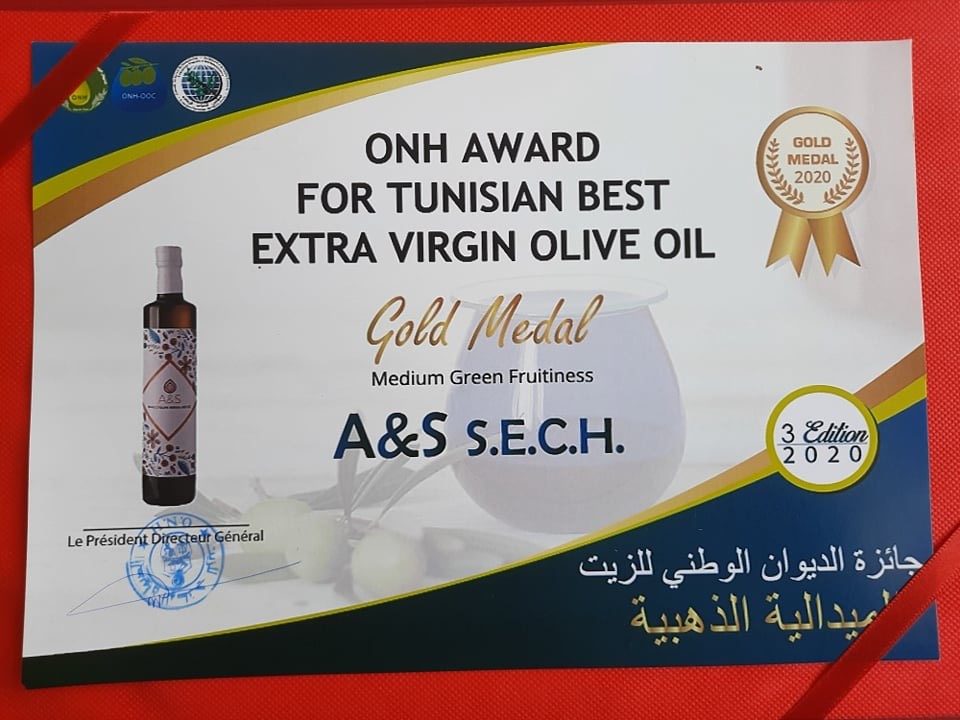 ONH
ONH-OOC
ONH AWARD
FOR TUNISIAN BEST
EXTRA VIRGIN OLIVE OIL
GOLD
MEDAL
2020
Gold Medal
Medium Green Fruitiness
A&S S.E.C.H.
A&S
3 Edition
2020
Le Président Directeur Général
جائزة الديوان الوطني للزيت
الميدالية الذهبية